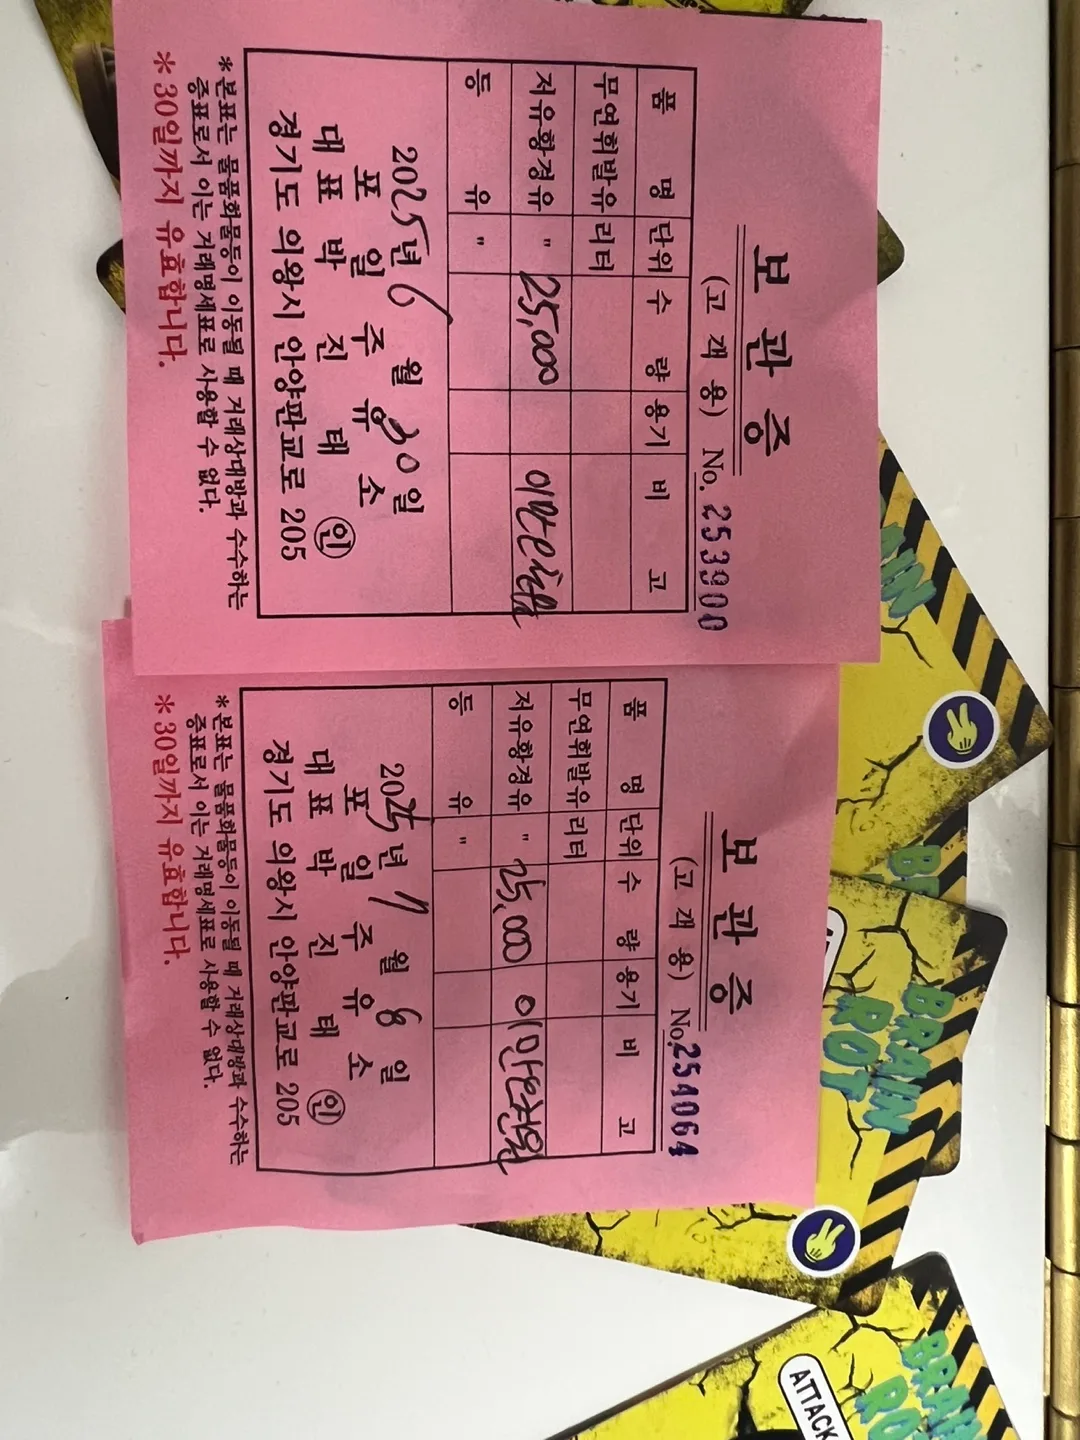 보 관 증
(고 객 용) No. 253900
품 명 단위 수 량 용기 비 고
무연휘발유 리터
저유황경유 〃 25,000 이만오천원
등 유 〃
2025년 6월 30일
포 일 주 유 소
대 표 박 진 태 ㊞
경기도 의왕시 안양판교로 205
*본표는 물품화물등이 이동될 때 거래상대방과 수수하는
증표로서 이는 거래명세표로 사용할 수 없다.
*30일까지 유효합니다.
보 관 증
(고 객 용) No. 254064
품 명 단위 수 량 용기 비 고
무연휘발유 리터
저유황경유 〃 25,000 이만오천원
등 유 〃
2025년 7월 8일
포 일 주 유 소
대 표 박 진 태 ㊞
경기도 의왕시 안양판교로 205
*본표는 물품화물등이 이동될 때 거래상대방과 수수하는
증표로서 이는 거래명세표로 사용할 수 없다.
*30일까지 유효합니다.
BRAIN
ROT
ATTACK
BRAIN